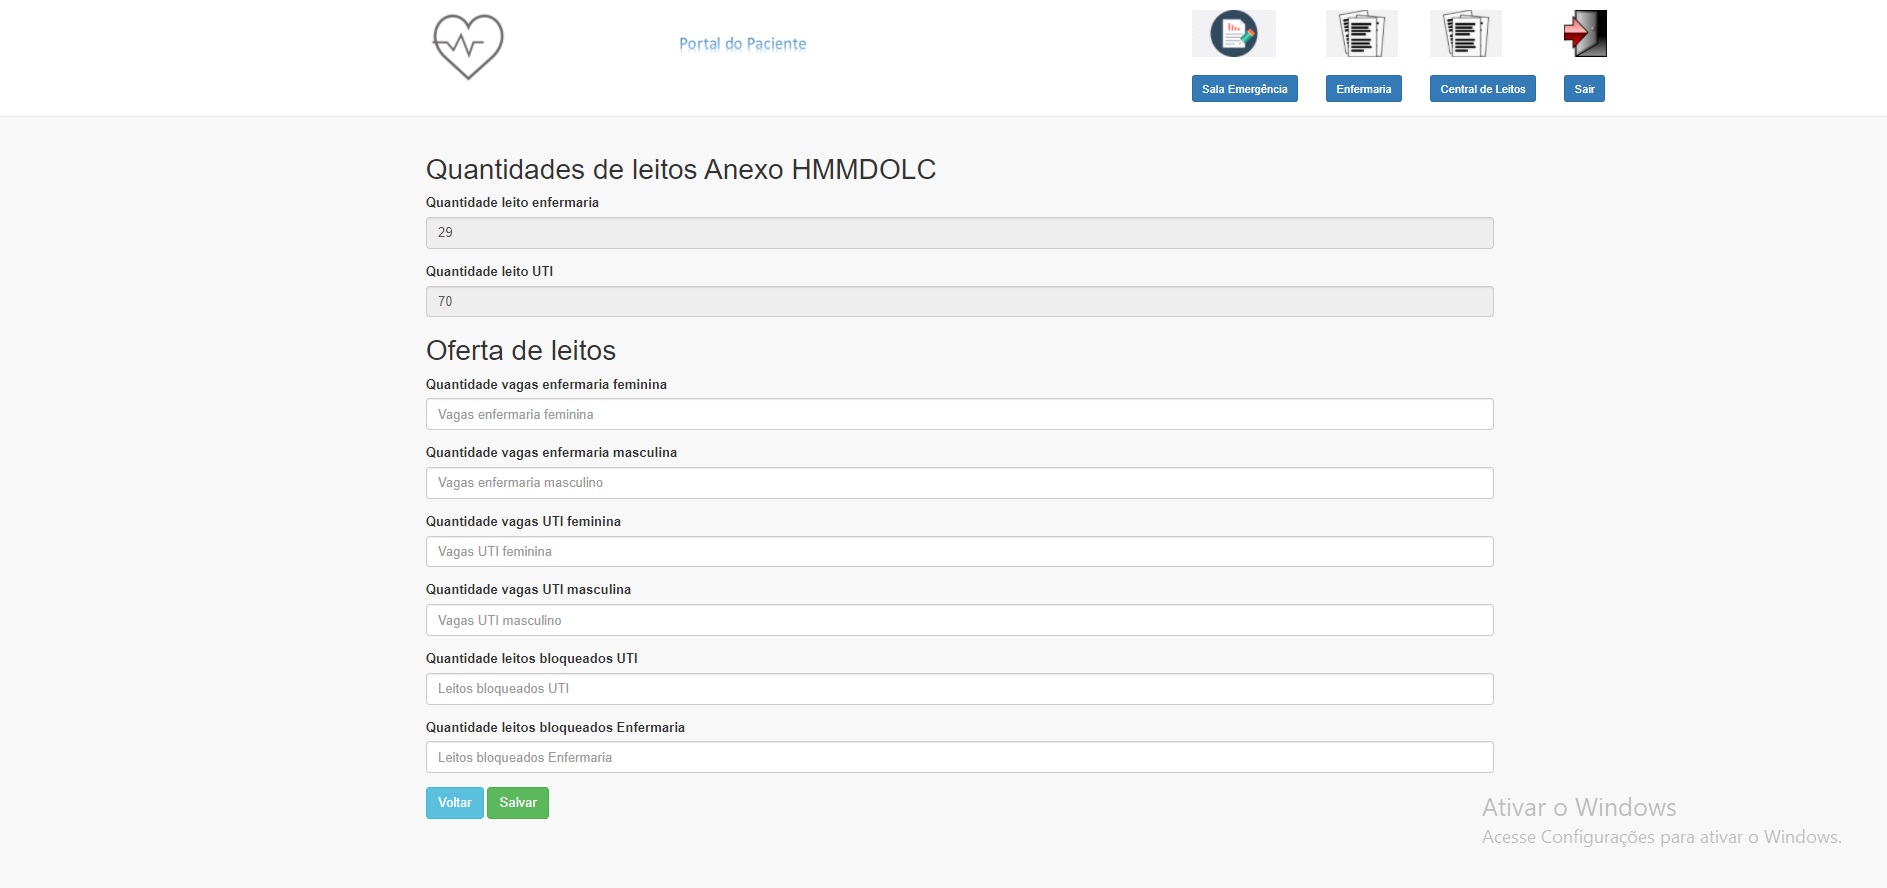 Portal do Paciente
Sala Emergência
Enfermaria
Central de Leitos
Sair
Quantidades de leitos Anexo HMMDOLC
Quantidade leito enfermaria
29
Quantidade leito UTI
70
Oferta de leitos
Quantidade vagas enfermaria feminina
Vagas enfermaria feminina
Quantidade vagas enfermaria masculina
Vagas enfermaria masculino
Quantidade vagas UTI feminina
Vagas UTI feminina
Quantidade vagas UTI masculina
Vagas UTI masculino
Quantidade leitos bloqueados UTI
Leitos bloqueados UTI
Quantidade leitos bloqueados Enfermaria
Leitos bloqueados Enfermaria
Voltar Salvar
Ativar o Windows
Acesse Configurações para ativar o Windows.